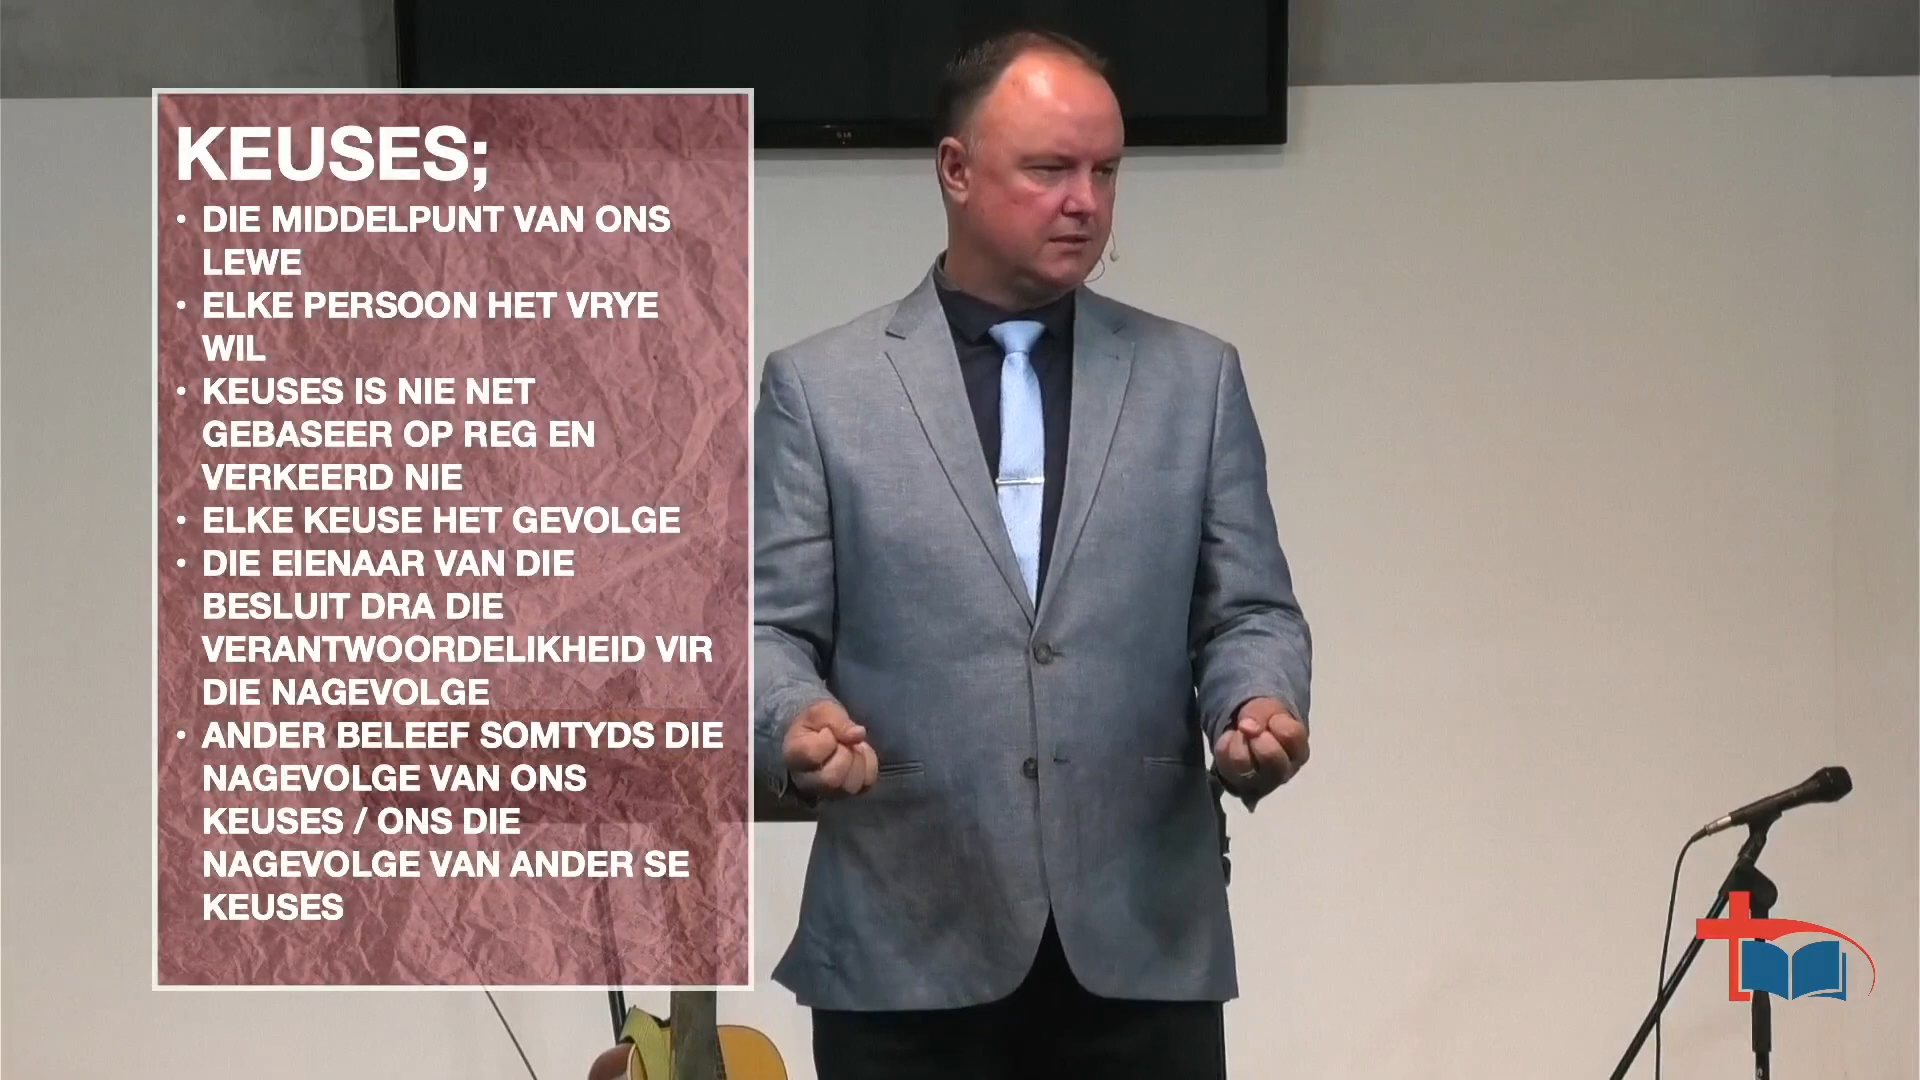 KEUSES;
• DIE MIDDELPUNT VAN ONS
LEWE
• ELKE PERSOON HET VRYE
WIL
• KEUSES IS NIE NET
GEBASEER OP REG EN
VERKEERD NIE
• ELKE KEUSE HET GEVOLGE
• DIE EIENAAR VAN DIE
BESLUIT DRA DIE
VERANTWOORDELIKHEID VIR
DIE NAGEVOLGE
• ANDER BELEEF SOMTYDS DIE
NAGEVOLGE VAN ONS
KEUSES / ONS DIE
NAGEVOLGE VAN ANDER SE
KEUSES